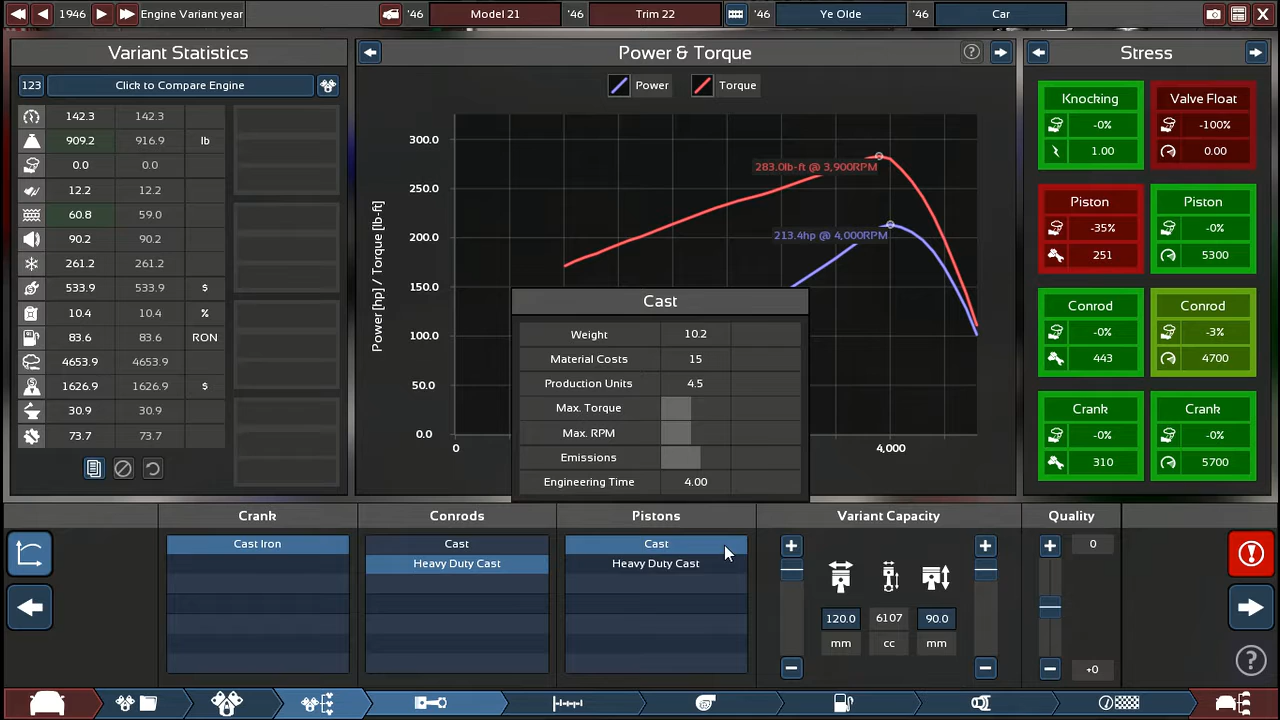 1946 Engine Variant year '46 Model 21 '46 Trim 22 '46 Ye Olde '46 Car
Variant Statistics
123 Click to Compare Engine
142.3 142.3
909.2 916.9 lb
0.0 0.0
12.2 12.2
60.8 59.0
90.2 90.2
261.2 261.2
533.9 533.9 $
10.4 10.4 %
83.6 83.6 RON
4653.9 4653.9
1626.9 1626.9 $
30.9 30.9
73.7 73.7
Power & Torque
?
Power Torque
Power [hp] / Torque [lb-ft]
300.0
250.0
200.0
150.0
100.0
50.0
0.0
0 4,000
283.0lb-ft @ 3,900RPM
213.4hp @ 4,000RPM
Cast
Weight 10.2
Material Costs 15
Production Units 4.5
Max. Torque
Max. RPM
Emissions
Engineering Time 4.00
Stress
Knocking
-0%
1.00
Valve Float
-100%
0.00
Piston
-35%
251
Piston
-0%
5300
Conrod
-0%
443
Conrod
-3%
4700
Crank
-0%
310
Crank
-0%
5700
Crank
Cast Iron
Conrods
Cast
Heavy Duty Cast
Pistons
Cast
Heavy Duty Cast
Variant Capacity
120.0 6107 90.0
mm cc mm
Quality
0
+0
?